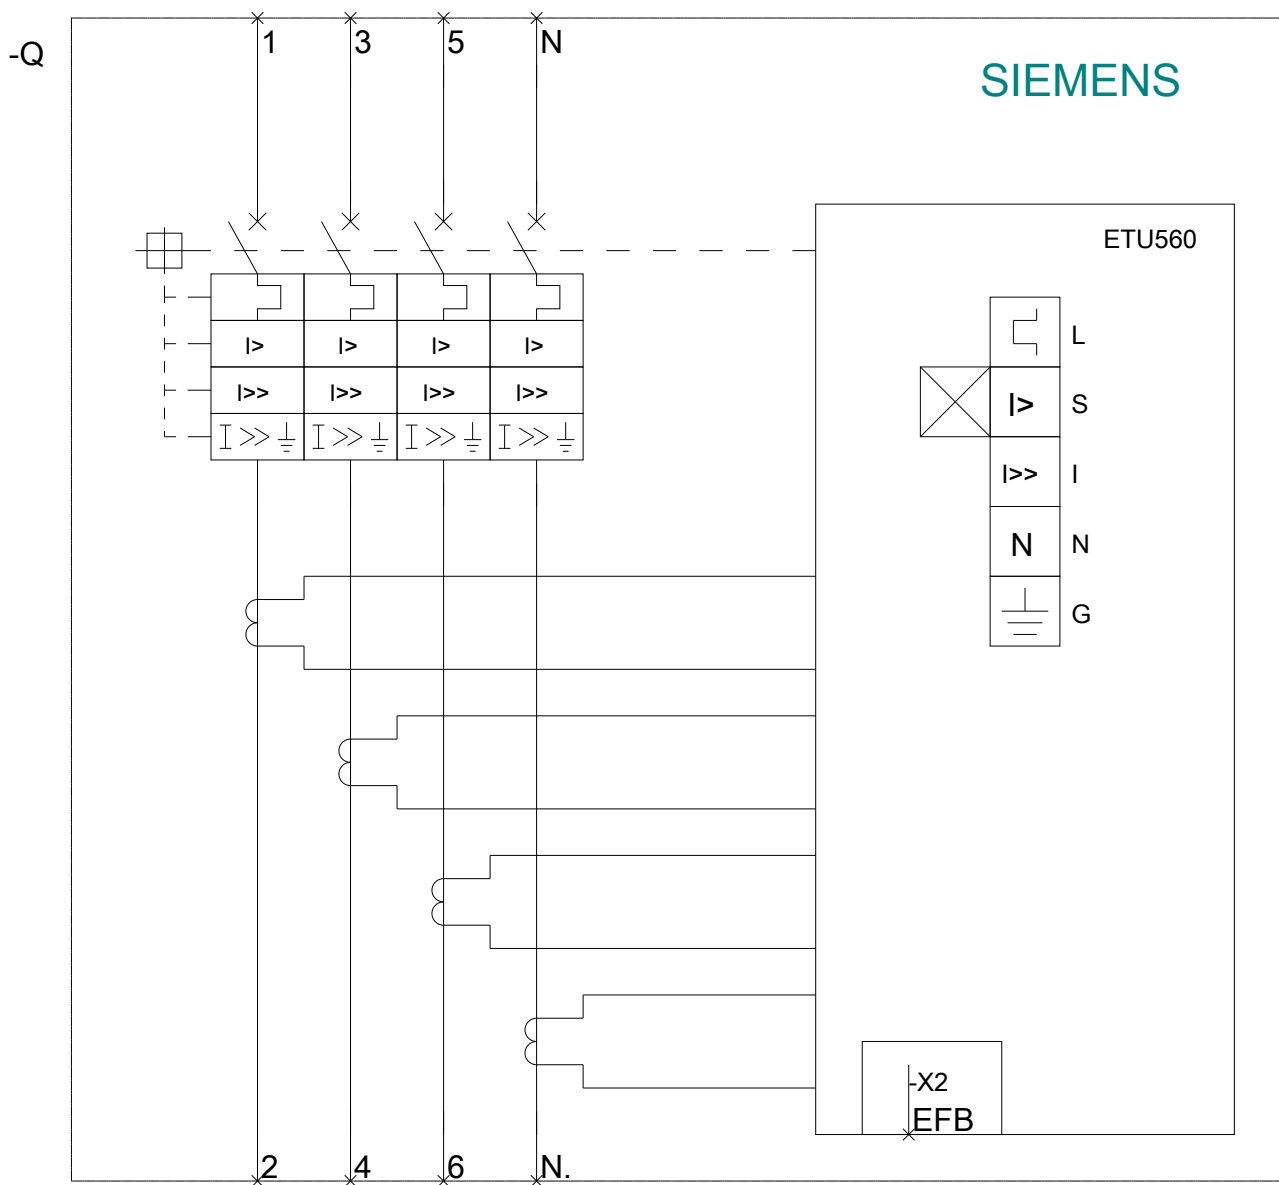 1 3 5 N
-Q
SIEMENS
ETU560
I> I> I> I>
I>> I>> I>> I>>
I >> I >> I >> I >>
L
I> S
I>> I
N N
G
-X2
EFB
2 4 6 N.